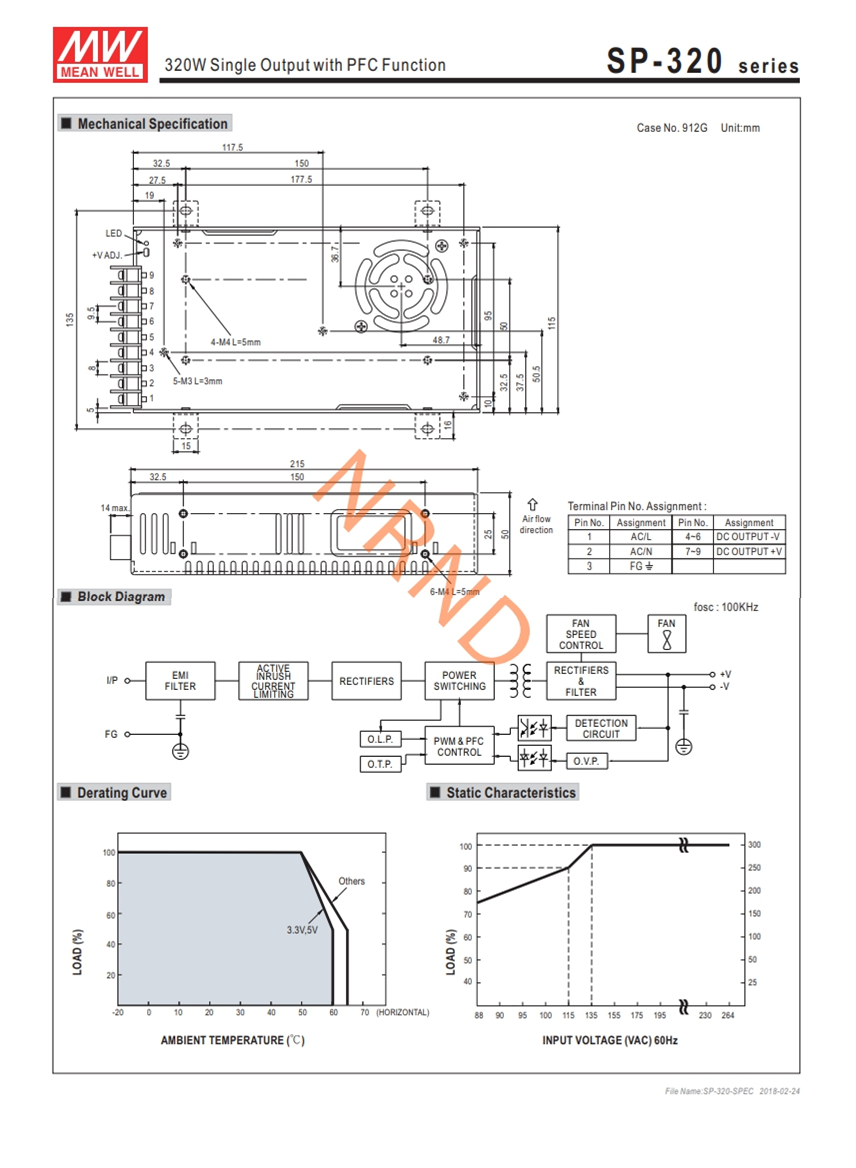 MW
MEAN WELL
320W Single Output with PFC Function
SP-320 series
Mechanical Specification
Case No. 912G Unit:mm
117.5
32.5 150
27.5 177.5
19
LED
+V ADJ.
36.7
9
8
7
6
5
4
3
2
1
9.5
135
8
5
4-M4 L=5mm
5-M3 L=3mm
48.7
95
50
115
10
32.5
37.5
50.5
15
16
215
32.5 150
14 max.
25
50
Air flow
direction
6-M4 L=5mm
NRND
Terminal Pin No. Assignment :
Pin No. Assignment Pin No. Assignment
1 AC/L 4~6 DC OUTPUT -V
2 AC/N 7~9 DC OUTPUT +V
3 FG
Block Diagram
fosc : 100KHz
FAN
SPEED
CONTROL
FAN
I/P
EMI
FILTER
ACTIVE
INRUSH
CURRENT
LIMITING
RECTIFIERS
POWER
SWITCHING
RECTIFIERS
&
FILTER
+V
-V
FG
O.L.P.
O.T.P.
PWM & PFC
CONTROL
DETECTION
CIRCUIT
O.V.P.
Derating Curve
100
80
60
40
20
LOAD (%)
Others
3.3V,5V
-20 0 10 20 30 40 50 60 70 (HORIZONTAL)
AMBIENT TEMPERATURE (℃)
Static Characteristics
100
90
80
70
60
50
40
LOAD (%)
300
250
200
150
100
50
25
88 90 95 100 115 135 155 175 195 230 264
INPUT VOLTAGE (VAC) 60Hz
File Name:SP-320-SPEC 2018-02-24